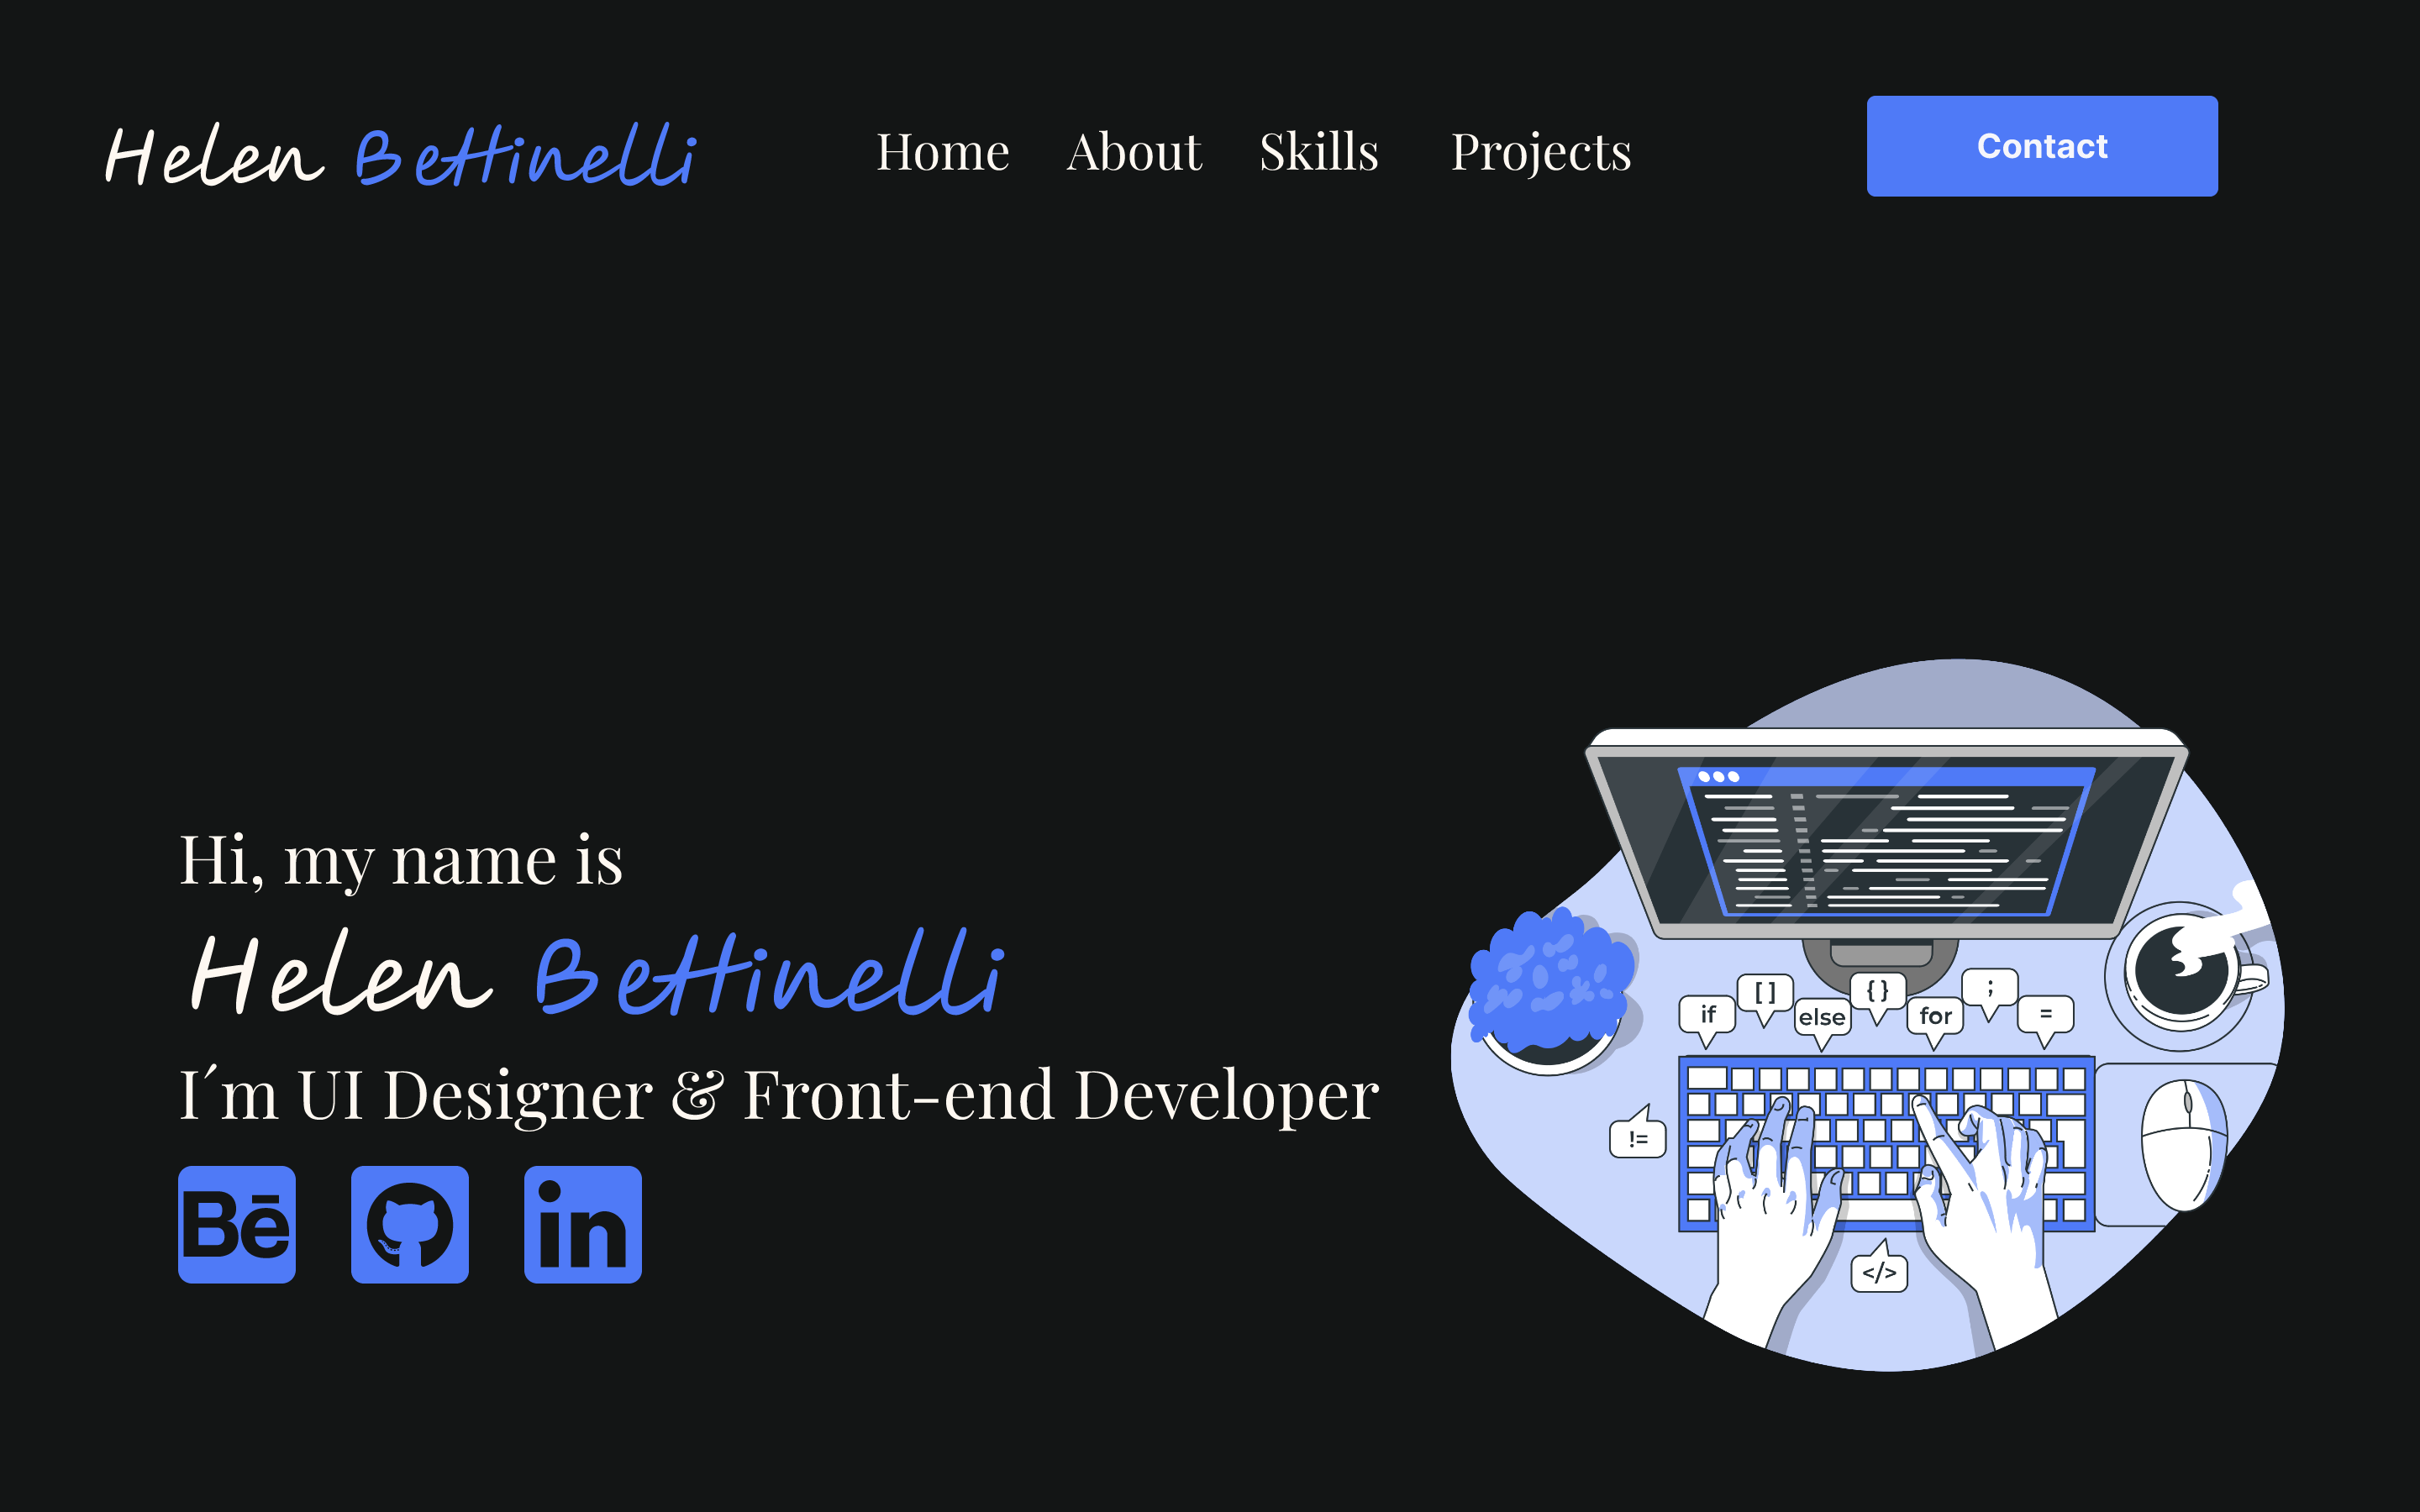 Helen Bettinelli
Home About Skills Projects
Contact
Hi, my name is
Helen Bettinelli
I´m UI Designer & Front-end Developer
Bē
in
[ ] { } ;
if else for =
!=
</>